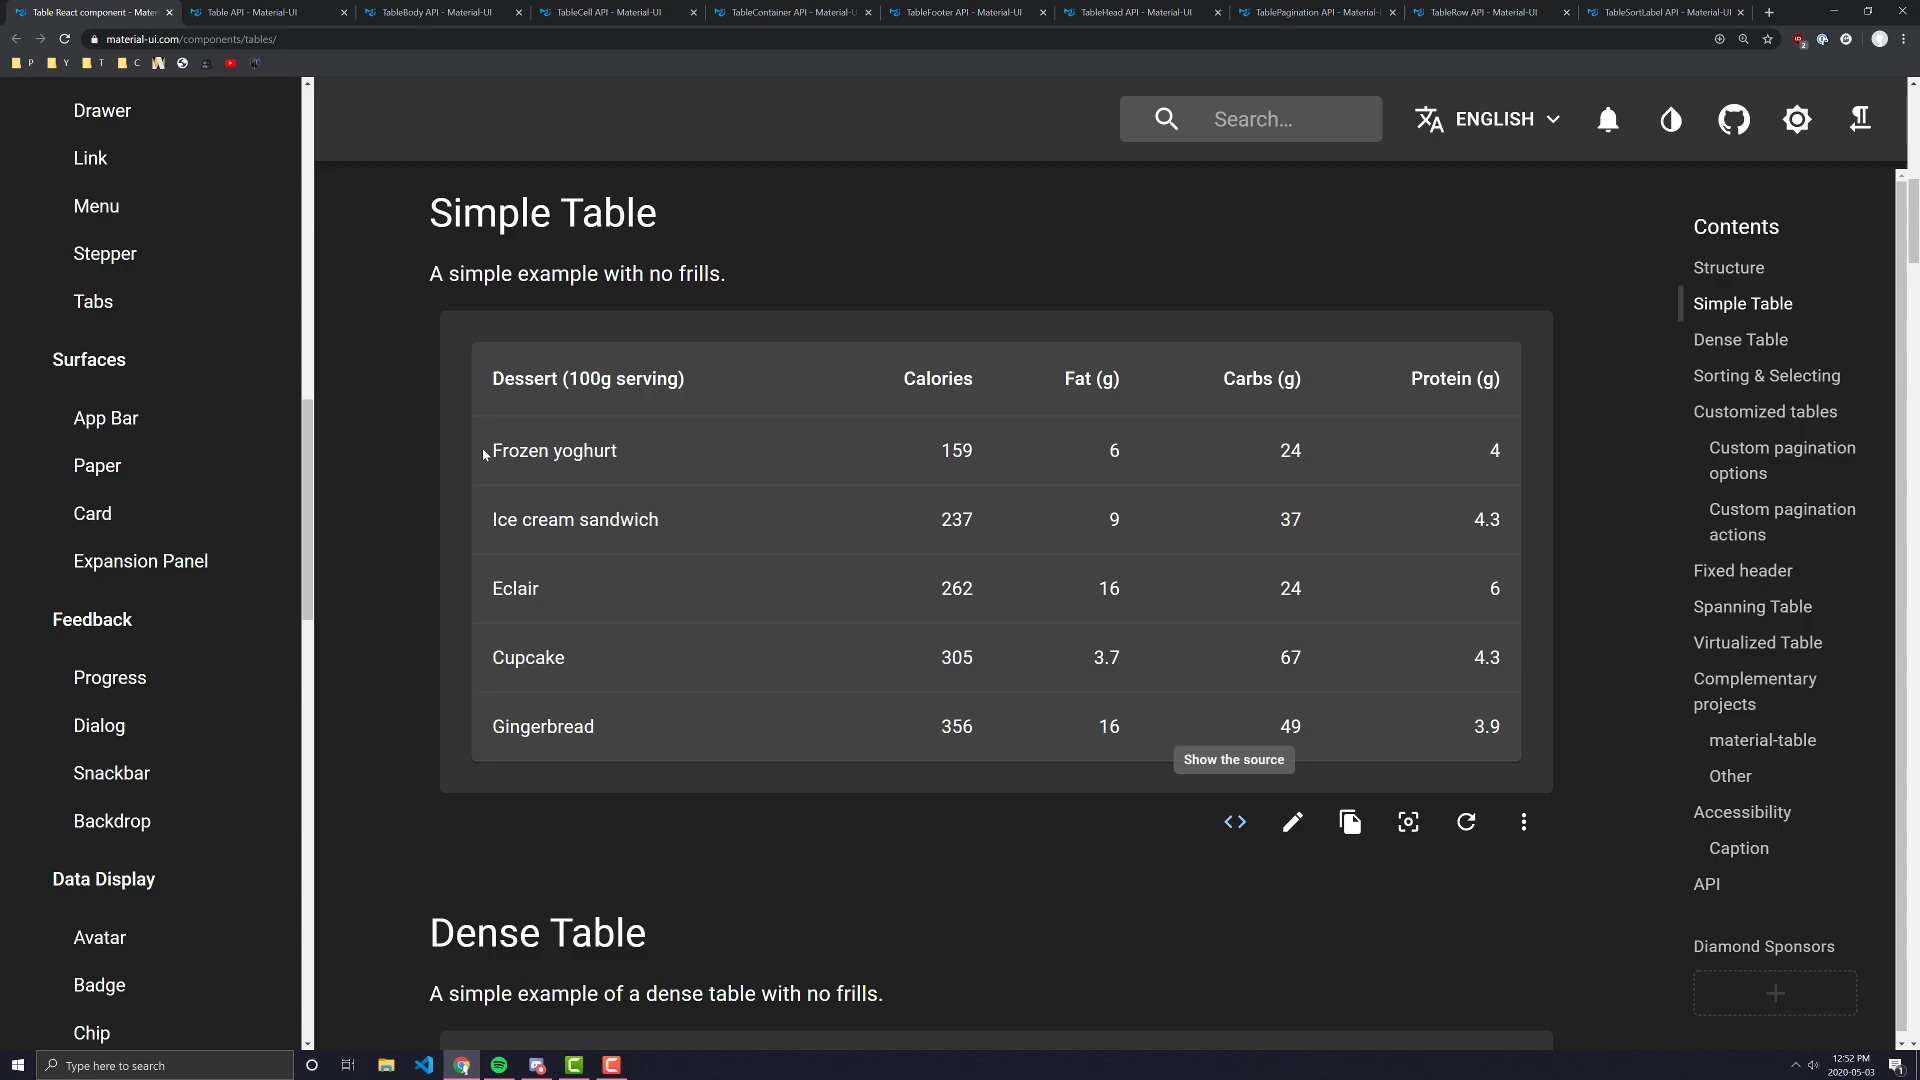 Table React component - Mate
Table API - Material-UI
TableBody API - Material-UI
TableCell API - Material-UI
TableContainer API - Material-U
TableFooter API - Material-UI
TableHead API - Material-UI
TablePagination API - Material-
TableRow API - Material-UI
TableSortLabel API - Material-UI
material-ui.com/components/tables/
P
Y
T
C
Drawer
Link
Menu
Stepper
Tabs
Surfaces
App Bar
Paper
Card
Expansion Panel
Feedback
Progress
Dialog
Snackbar
Backdrop
Data Display
Avatar
Badge
Chip
Search…
ENGLISH
Simple Table
A simple example with no frills.
Dessert (100g serving) Calories Fat (g) Carbs (g) Protein (g)
Frozen yoghurt 159 6 24 4
Ice cream sandwich 237 9 37 4.3
Eclair 262 16 24 6
Cupcake 305 3.7 67 4.3
Gingerbread 356 16 49 3.9
Show the source
Dense Table
A simple example of a dense table with no frills.
Contents
Structure
Simple Table
Dense Table
Sorting & Selecting
Customized tables
Custom pagination
options
Custom pagination
actions
Fixed header
Spanning Table
Virtualized Table
Complementary
projects
material-table
Other
Accessibility
Caption
API
Diamond Sponsors
Type here to search
12:52 PM
2020-05-03